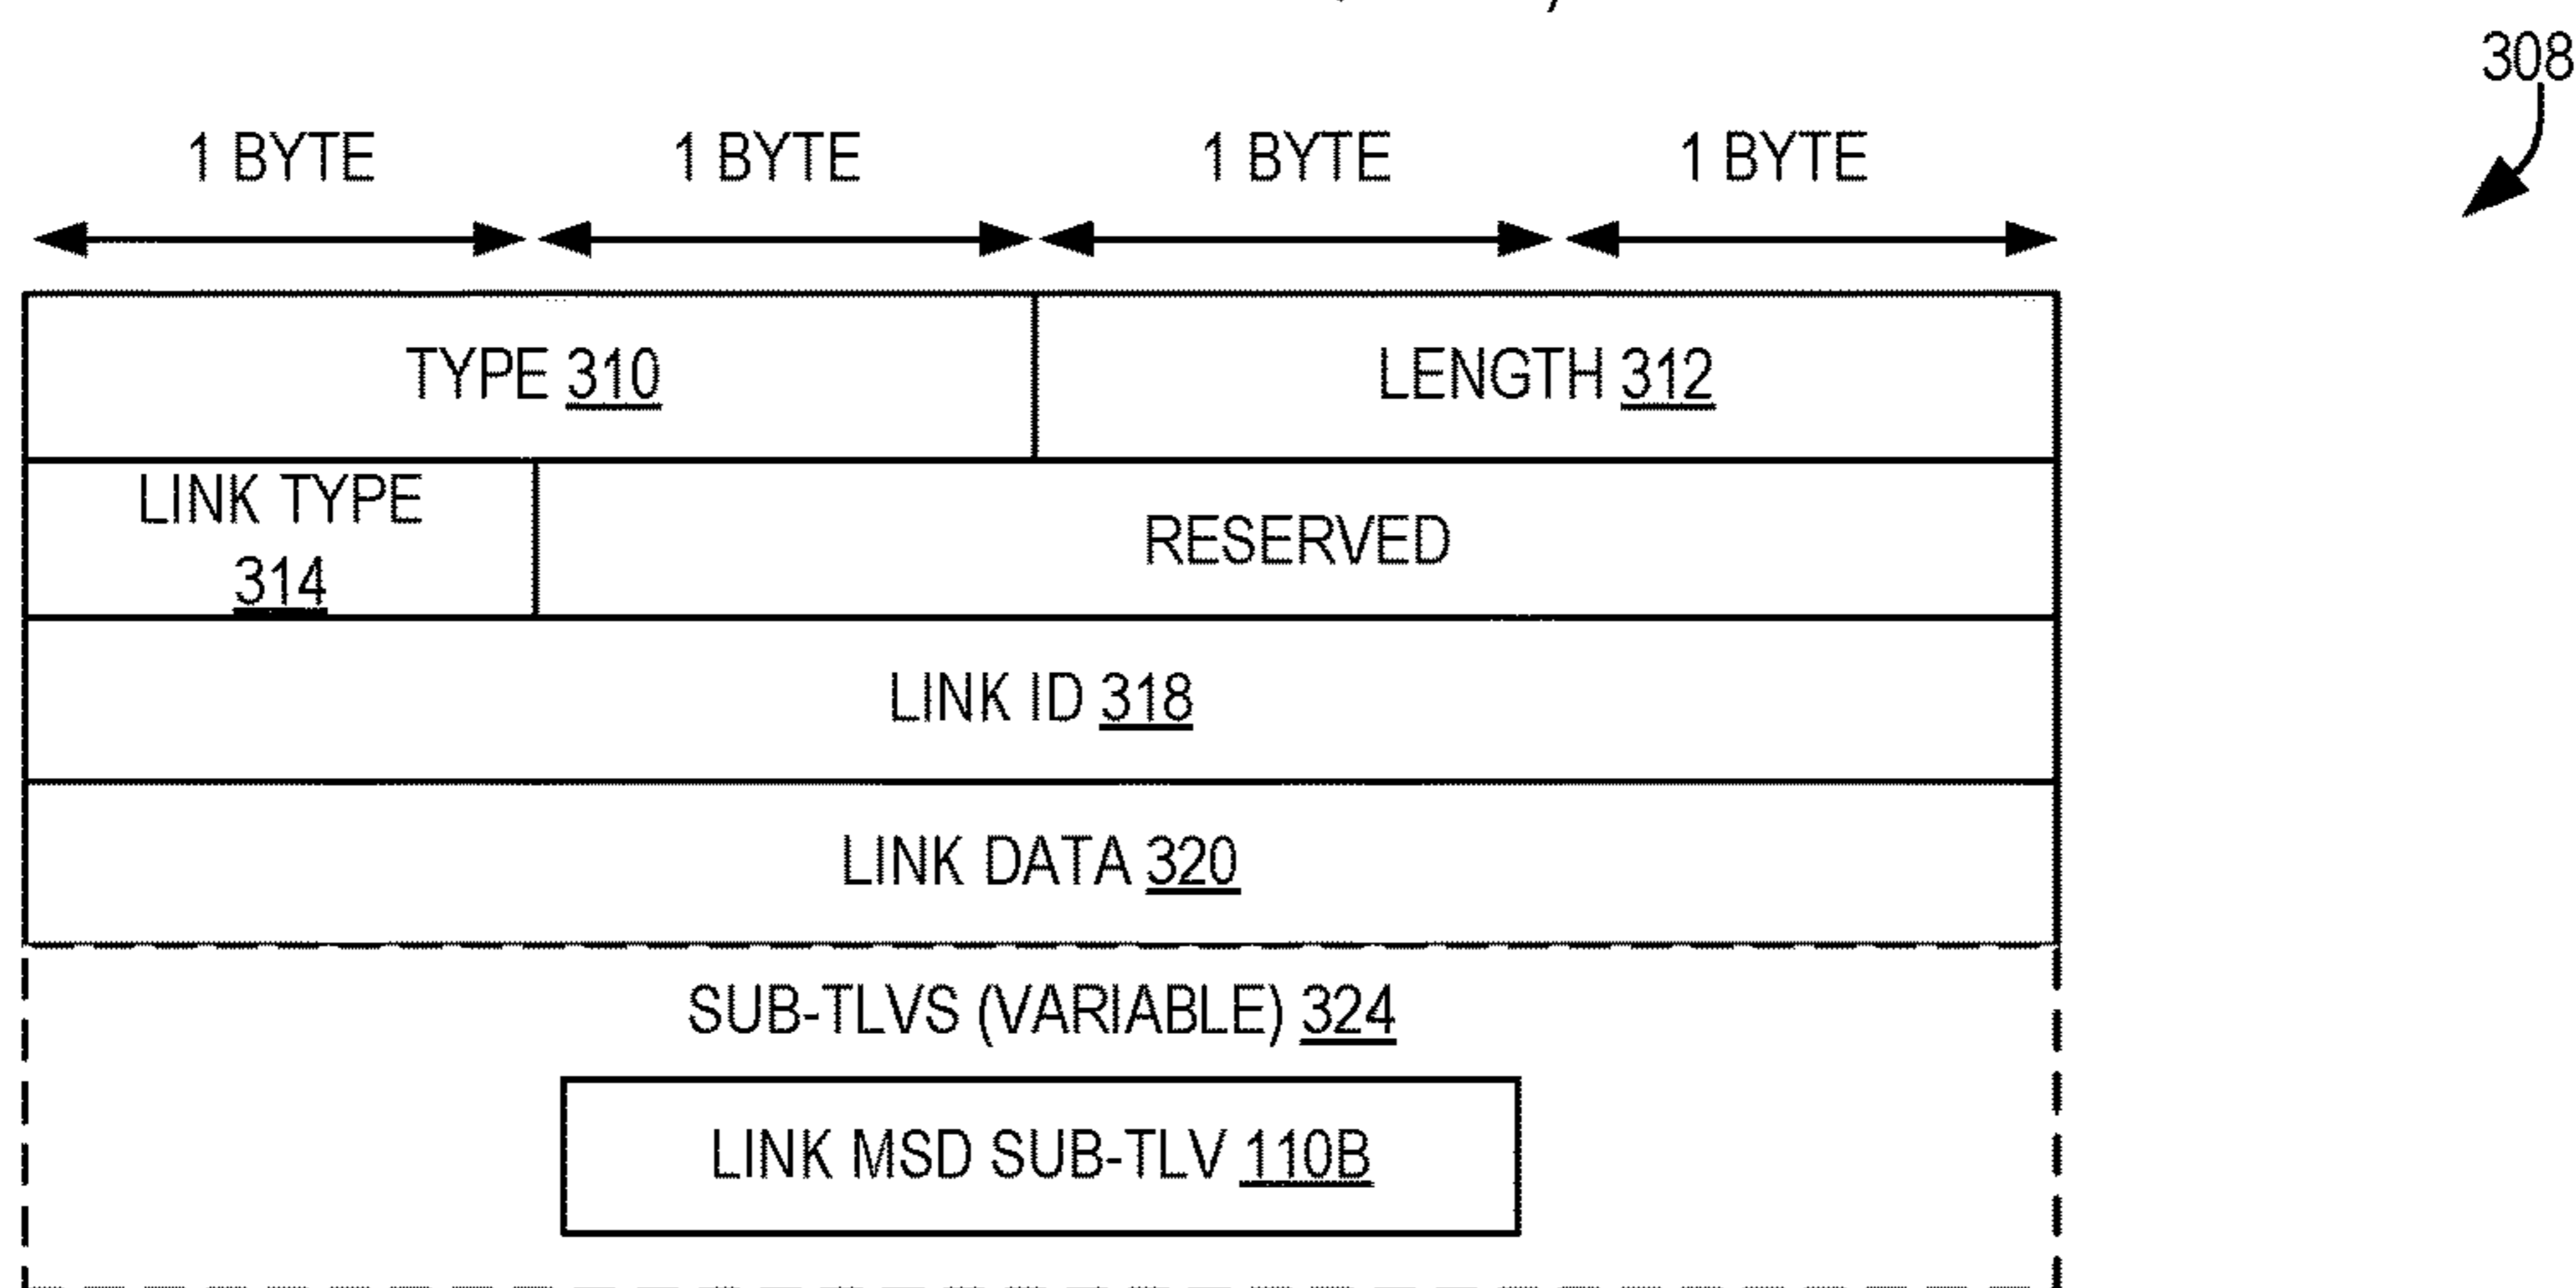 308
1 BYTE 1 BYTE 1 BYTE 1 BYTE
TYPE 310 LENGTH 312
LINK TYPE
314
RESERVED
LINK ID 318
LINK DATA 320
SUB-TLVS (VARIABLE) 324
LINK MSD SUB-TLV 110B